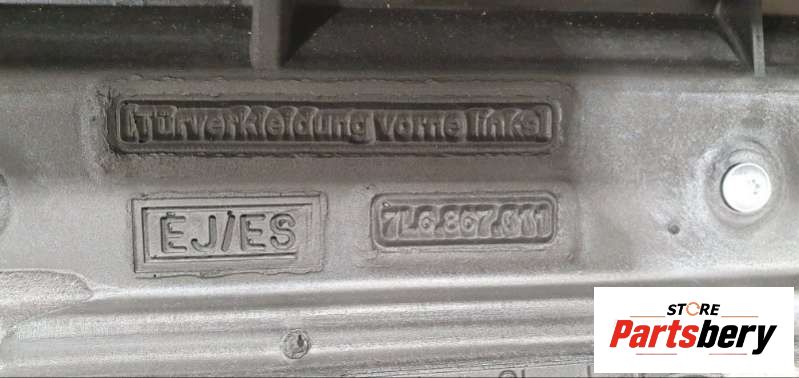 Türverkleidung vorne links
EJ/ES
7L6.867.011
STORE
Partsbery